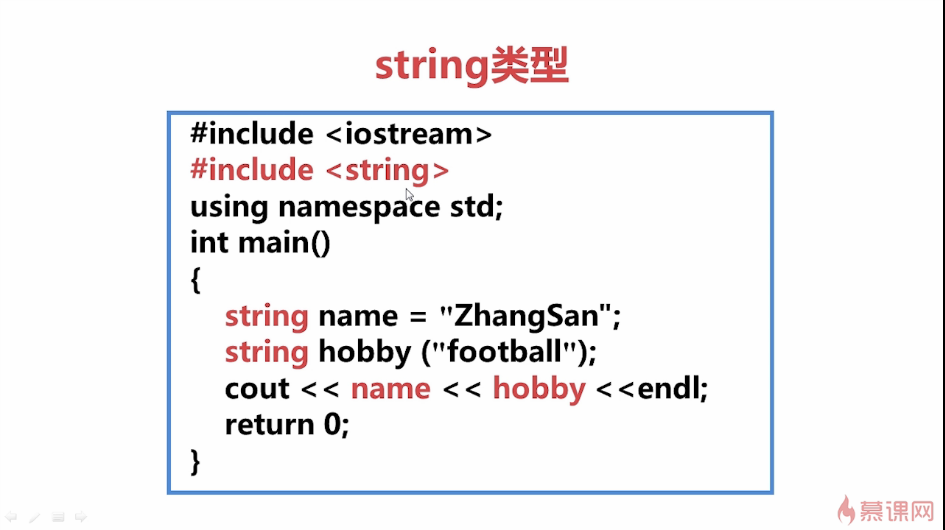 string类型
#include <iostream>
#include <string>
using namespace std;
int main()
{
string name = "ZhangSan";
string hobby ("football");
cout << name << hobby <<endl;
return 0;
}
慕课网